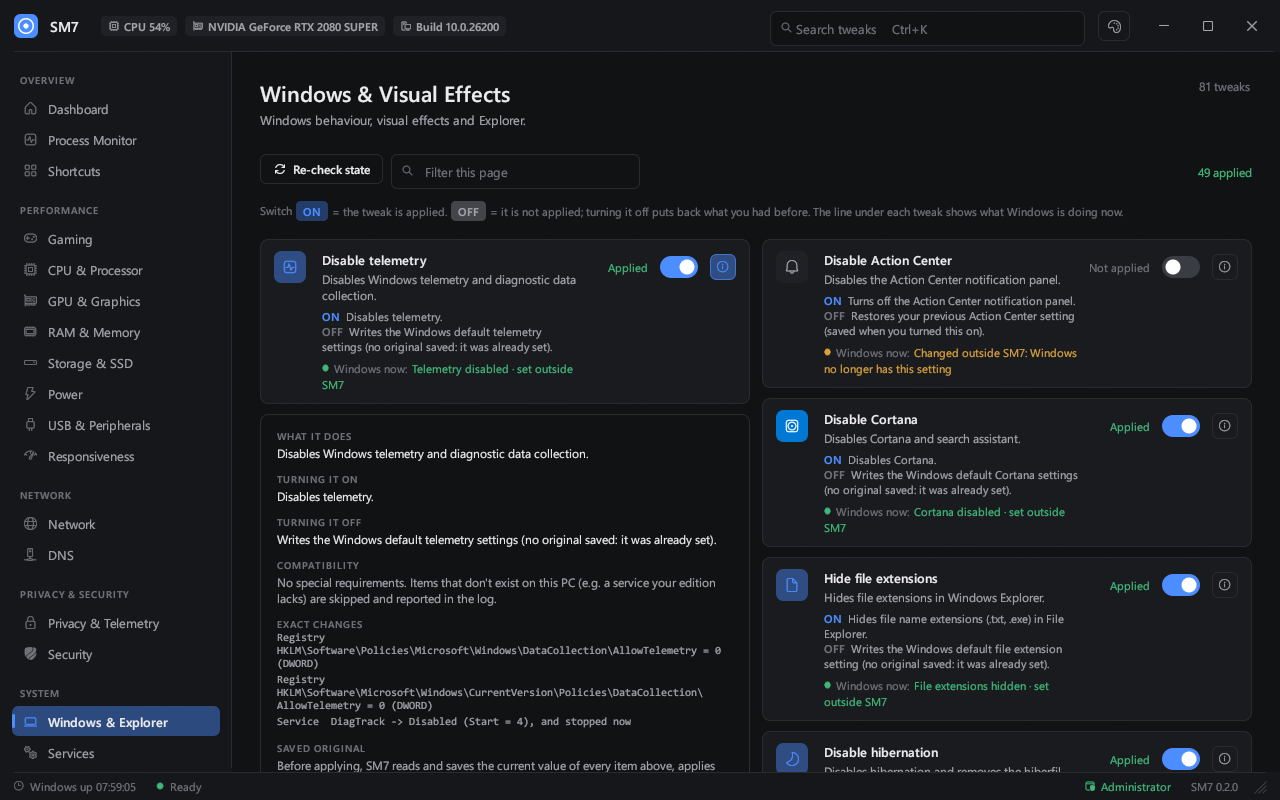 SM7
CPU 54%
NVIDIA GeForce RTX 2080 SUPER
Build 10.0.26200
Search tweaks Ctrl+K
OVERVIEW
Dashboard
Process Monitor
Shortcuts
PERFORMANCE
Gaming
CPU & Processor
GPU & Graphics
RAM & Memory
Storage & SSD
Power
USB & Peripherals
Responsiveness
NETWORK
Network
DNS
PRIVACY & SECURITY
Privacy & Telemetry
Security
SYSTEM
Windows & Explorer
Services
Windows & Visual Effects
81 tweaks
Windows behaviour, visual effects and Explorer.
Re-check state
Filter this page
49 applied
Switch ON = the tweak is applied. OFF = it is not applied; turning it off puts back what you had before. The line under each tweak shows what Windows is doing now.
Disable telemetry
Applied
Disables Windows telemetry and diagnostic data
collection.
ON Disables telemetry.
OFF Writes the Windows default telemetry
settings (no original saved: it was already set).
Windows now: Telemetry disabled · set outside
SM7
WHAT IT DOES
Disables Windows telemetry and diagnostic data collection.
TURNING IT ON
Disables telemetry.
TURNING IT OFF
Writes the Windows default telemetry settings (no original saved: it was already set).
COMPATIBILITY
No special requirements. Items that don't exist on this PC (e.g. a service your edition
lacks) are skipped and reported in the log.
EXACT CHANGES
Registry
HKLM\Software\Policies\Microsoft\Windows\DataCollection\AllowTelemetry = 0
(DWORD)
Registry
HKLM\Software\Microsoft\Windows\CurrentVersion\Policies\DataCollection\
AllowTelemetry = 0 (DWORD)
Service DiagTrack -> Disabled (Start = 4), and stopped now
SAVED ORIGINAL
Before applying, SM7 reads and saves the current value of every item above, applies
Disable Action Center
Not applied
Disables the Action Center notification panel.
ON Turns off the Action Center notification panel.
OFF Restores your previous Action Center setting
(saved when you turned this on).
Windows now: Changed outside SM7: Windows
no longer has this setting
Disable Cortana
Applied
Disables Cortana and search assistant.
ON Disables Cortana.
OFF Writes the Windows default Cortana settings
(no original saved: it was already set).
Windows now: Cortana disabled · set outside
SM7
Hide file extensions
Applied
Hides file extensions in Windows Explorer.
ON Hides file name extensions (.txt, .exe) in File
Explorer.
OFF Writes the Windows default file extension
setting (no original saved: it was already set).
Windows now: File extensions hidden · set
outside SM7
Disable hibernation
Applied
Disables hibernation and removes the hiberfil.
Windows up 07:59:05
Ready
Administrator
SM7 0.2.0